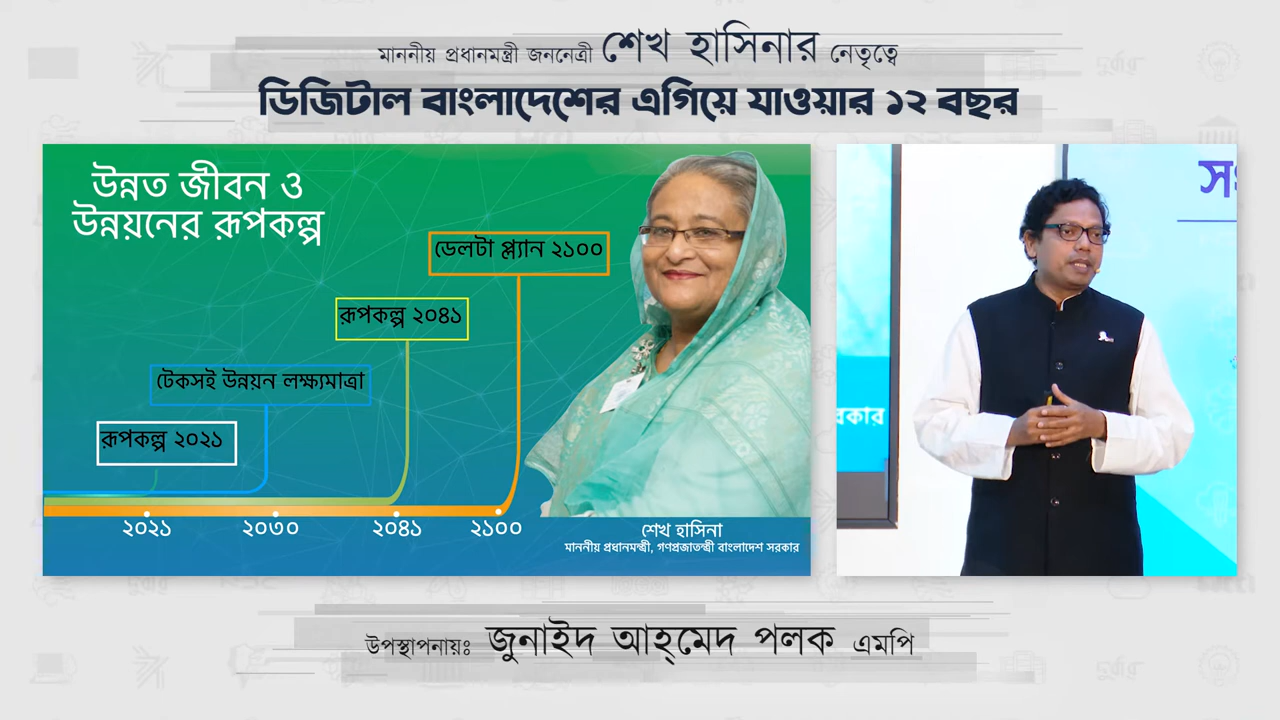 মাননীয় প্রধানমন্ত্রী জননেত্রী শেখ হাসিনার নেতৃত্বে
ডিজিটাল বাংলাদেশের এগিয়ে যাওয়ার ১২ বছর
উন্নত জীবন ও
উন্নয়নের রূপকল্প
ডেলটা প্ল্যান ২১০০
রূপকল্প ২০৪১
টেকসই উন্নয়ন লক্ষ্যমাত্রা
রূপকল্প ২০২১
২০২১ ২০৩০ ২০৪১ ২১০০
শেখ হাসিনা
মাননীয় প্রধানমন্ত্রী, গণপ্রজাতন্ত্রী বাংলাদেশ সরকার
উপস্থাপনায়ঃ জুনাইদ আহ্‌মেদ পলক এমপি